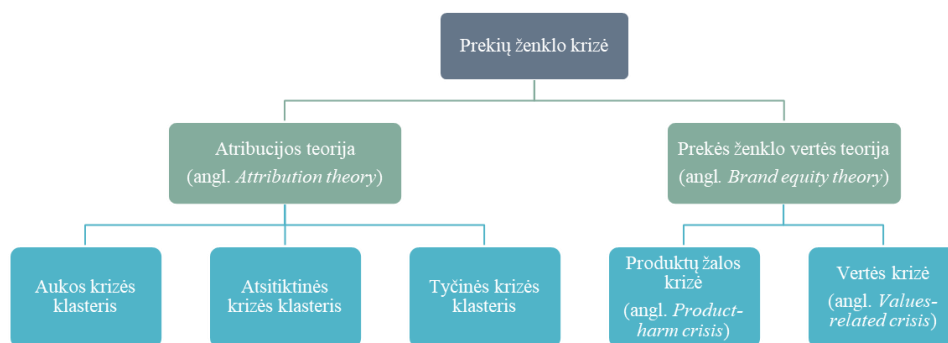 Prekių ženklo krizė
Atribucijos teorija
(angl. Attribution theory)
Prekės ženklo vertės teorija
(angl. Brand equity theory)
Aukos krizės
klasteris
Atsitiktinės
krizės klasteris
Tyčinės krizės
klasteris
Produktų žalos
krizė
(angl. Product-
harm crisis)
Vertės krizė
(angl. Values-
related crisis)